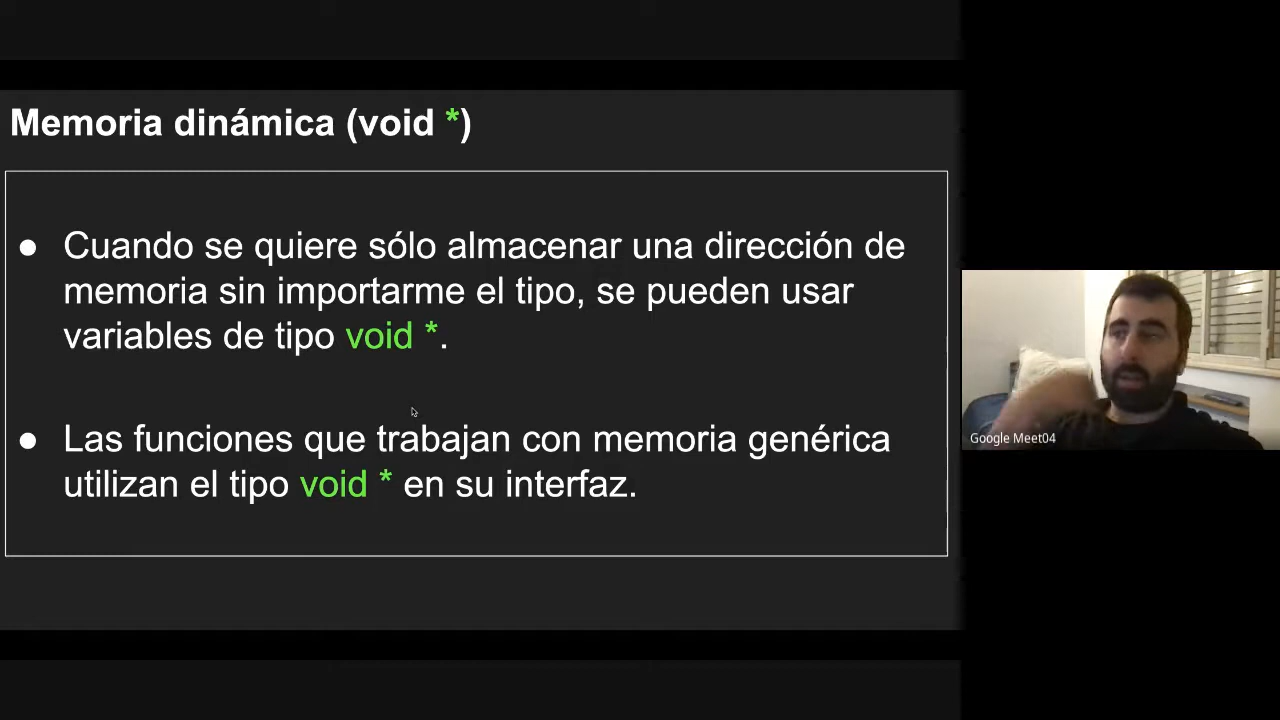 Memoria dinámica (void *)
● Cuando se quiere sólo almacenar una dirección de
memoria sin importarme el tipo, se pueden usar
variables de tipo void *.
● Las funciones que trabajan con memoria genérica
utilizan el tipo void * en su interfaz.
Google Meet04